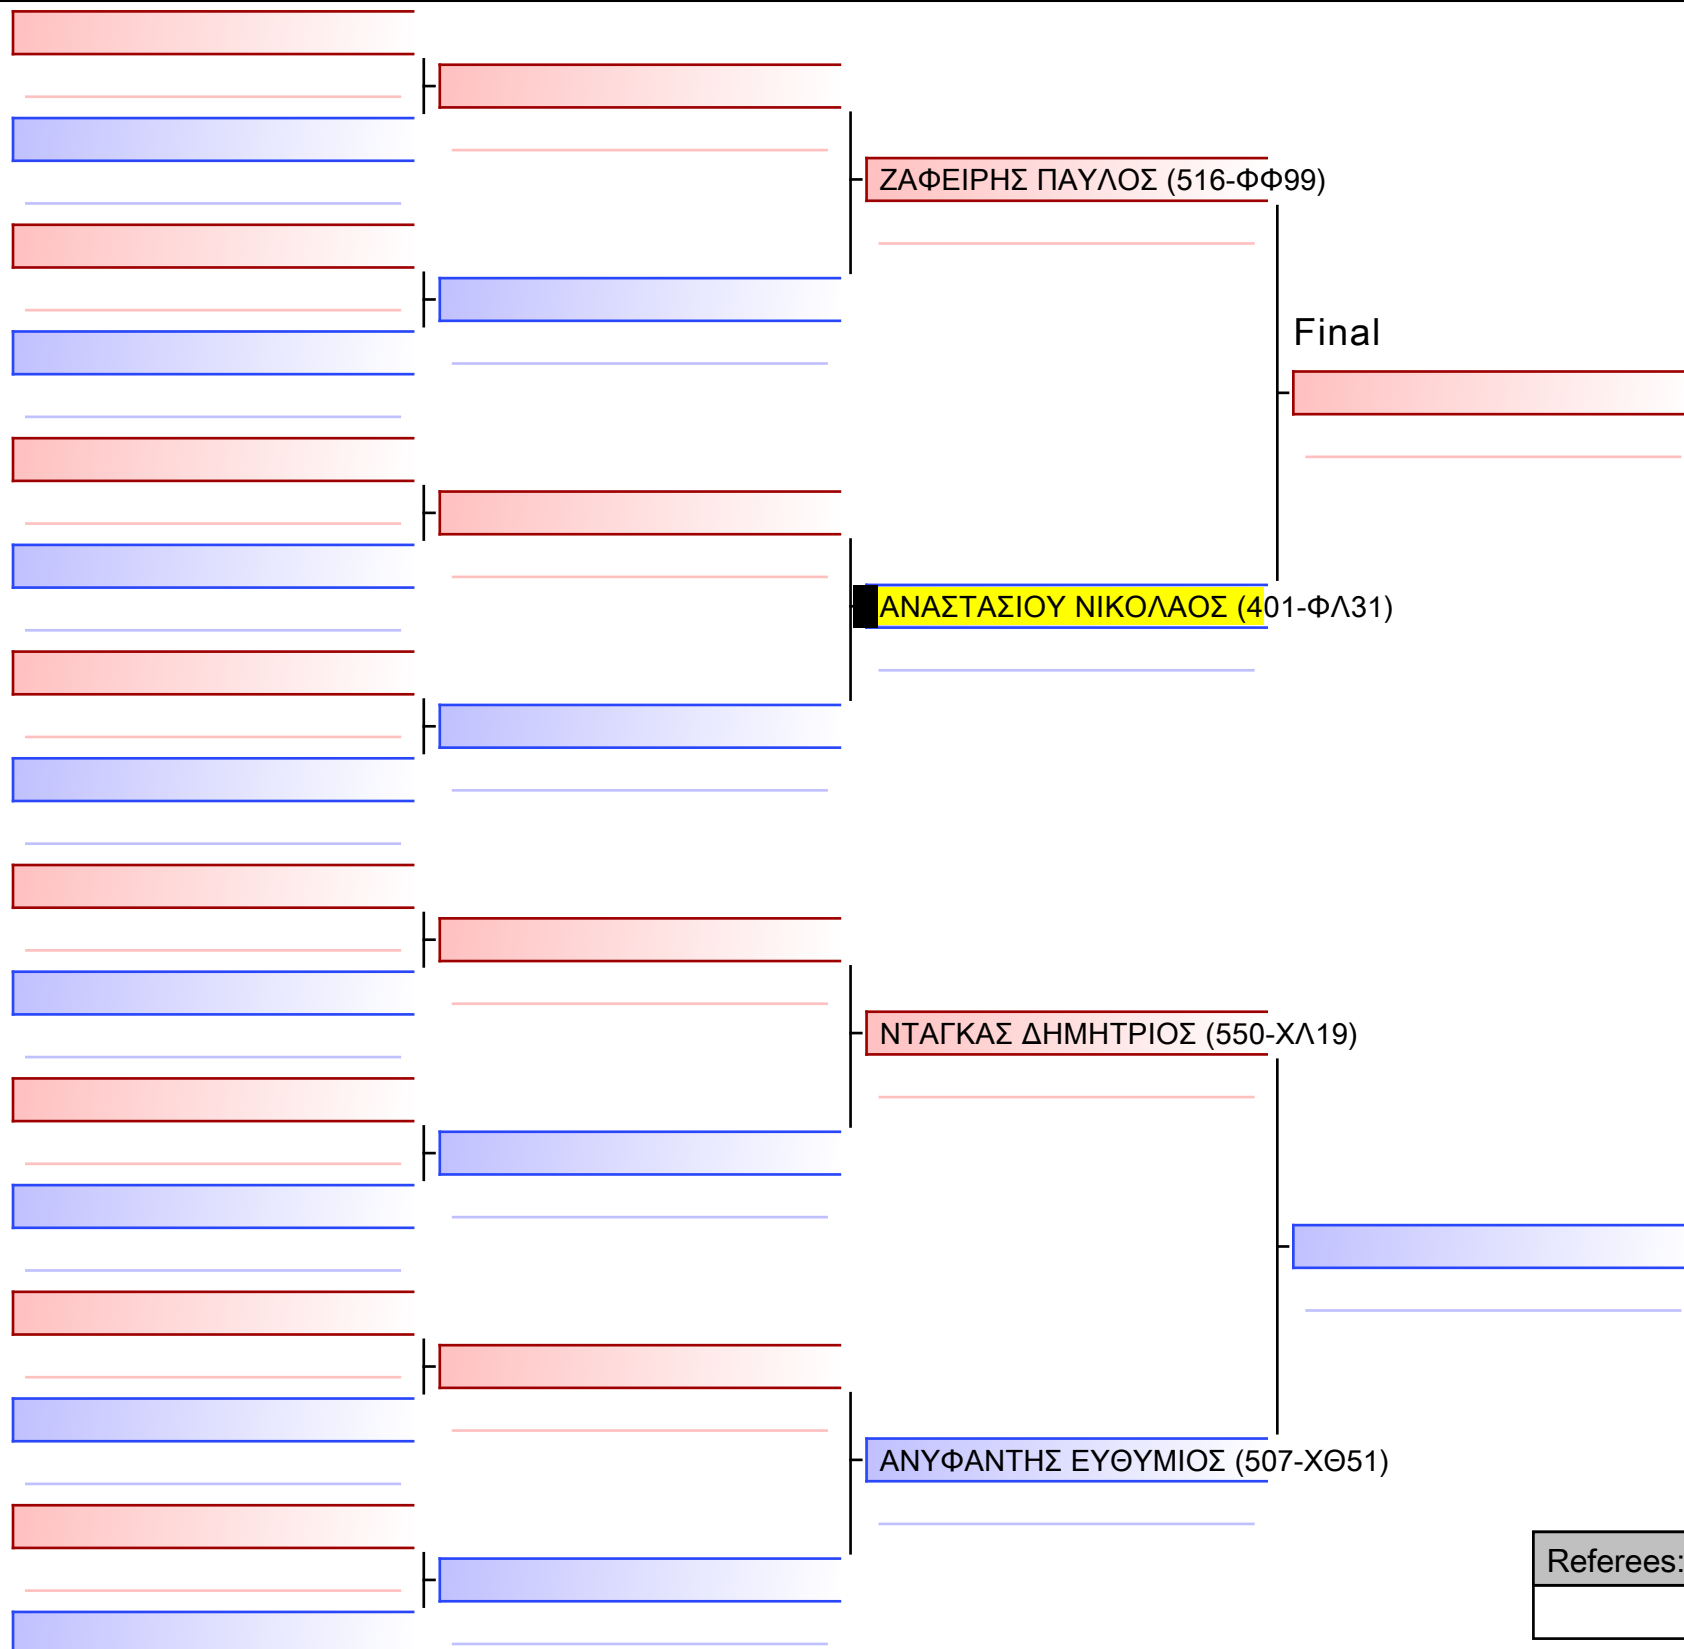 ΖΑΦΕΙΡΗΣ ΠΑΥΛΟΣ (516-ΦΦ99)
Final
ΑΝΑΣΤΑΣΙΟΥ ΝΙΚΟΛΑΟΣ (401-ΦΛ31)
ΝΤΑΓΚΑΣ ΔΗΜΗΤΡΙΟΣ (550-ΧΛ19)
ΑΝΥΦΑΝΤΗΣ ΕΥΘΥΜΙΟΣ (507-ΧΘ51)
Referees: